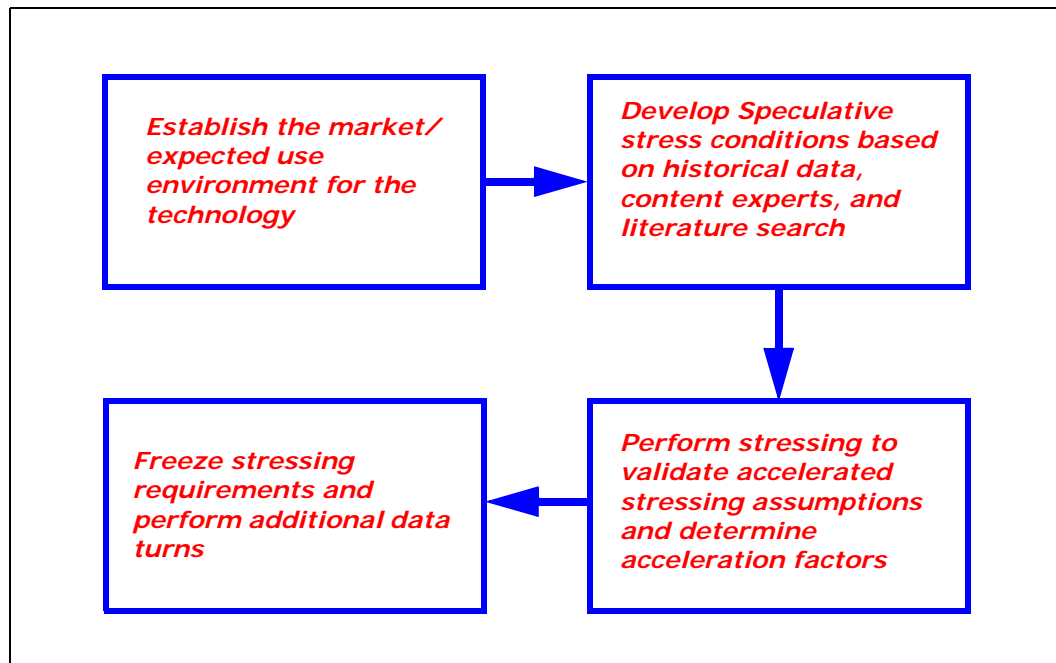 Establish the market/
expected use
environment for the
technology
Develop Speculative
stress conditions based
on historical data,
content experts, and
literature search
Perform stressing to
validate accelerated
stressing assumptions
and determine
acceleration factors
Freeze stressing
requirements and
perform additional data
turns